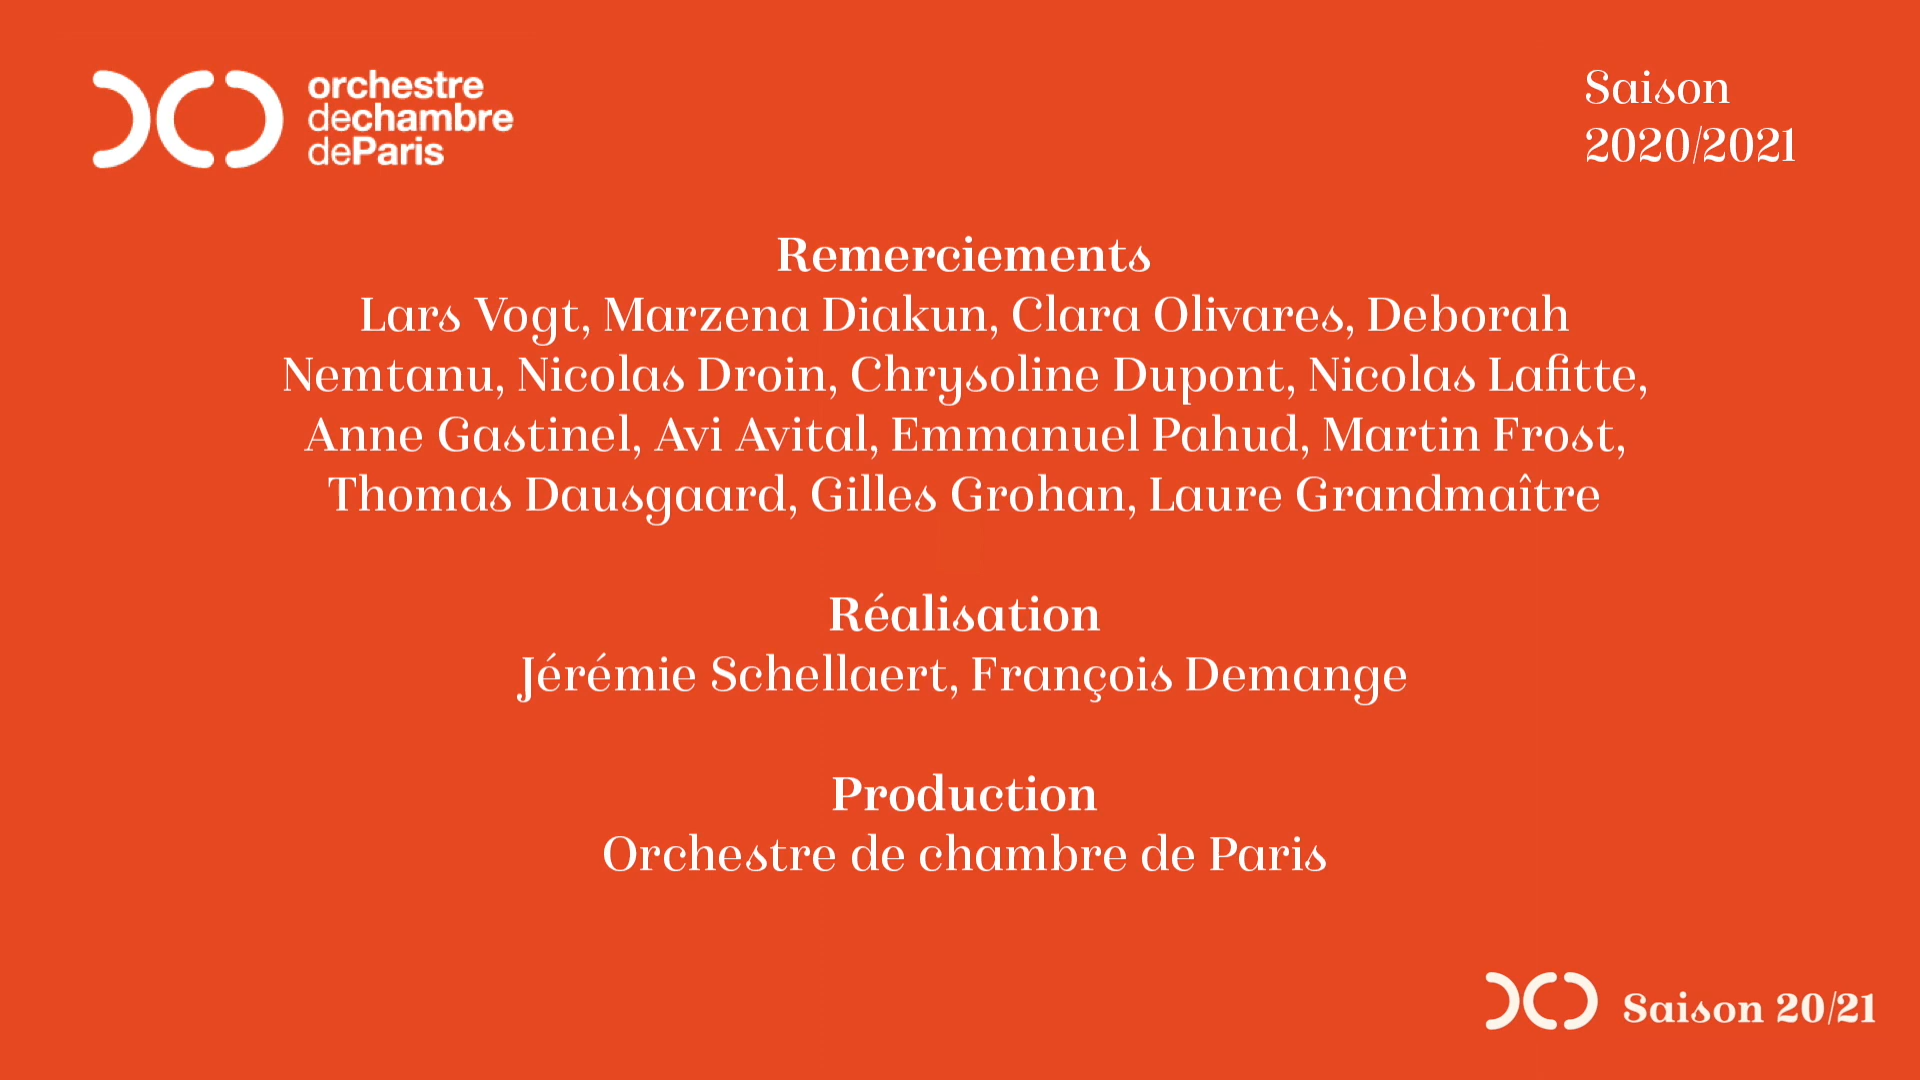 orchestre
dechambre
deParis
Saison
2020/2021
Remerciements
Lars Vogt, Marzena Diakun, Clara Olivares, Deborah
Nemtanu, Nicolas Droin, Chrysoline Dupont, Nicolas Lafitte,
Anne Gastinel, Avi Avital, Emmanuel Pahud, Martin Frost,
Thomas Dausgaard, Gilles Grohan, Laure Grandmaître
Réalisation
Jérémie Schellaert, François Demange
Production
Orchestre de chambre de Paris
Saison 20/21